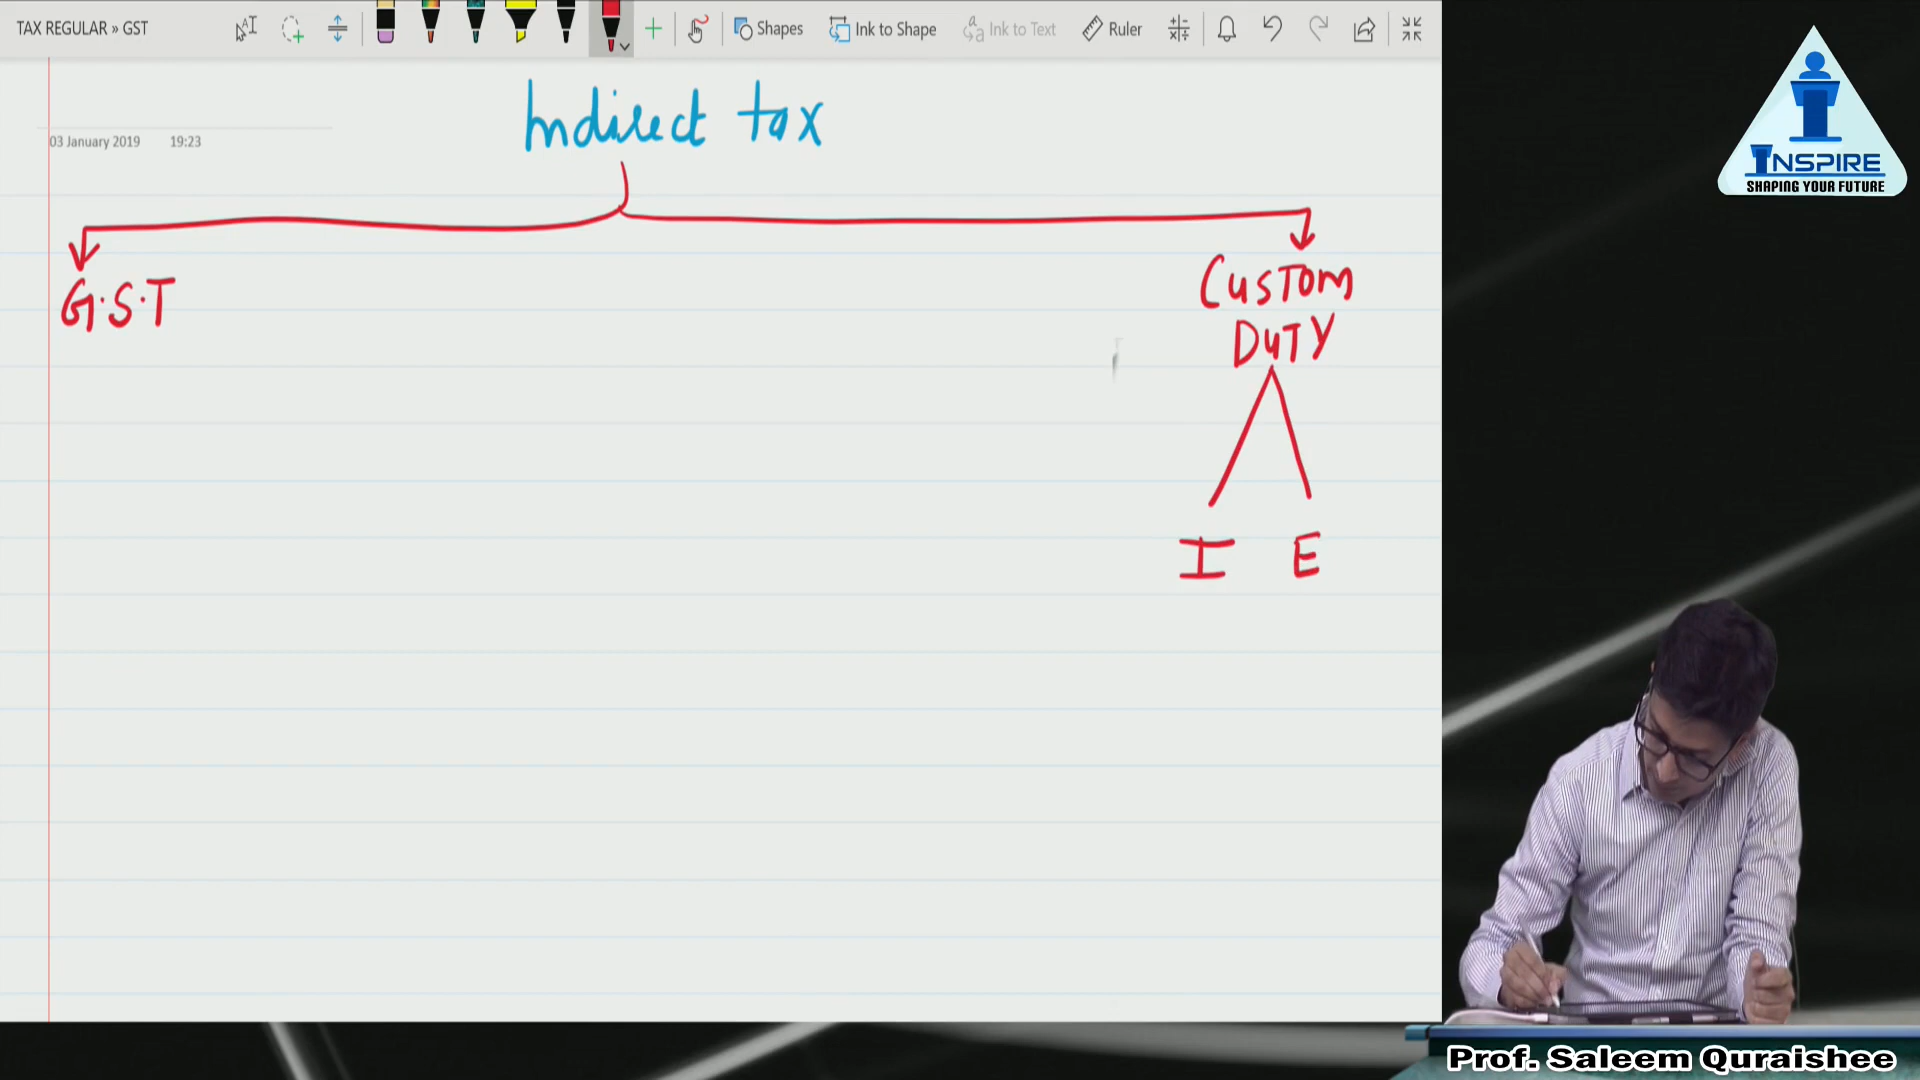 TAX REGULAR » GST
Shapes
Ink to Shape
Ink to Text
Ruler
Indirect tax
03 January 2019 19:23
G.S.T
CUSTOM
DUTY
I E
INSPIRE
SHAPING YOUR FUTURE
Prof. Saleem Quraishee